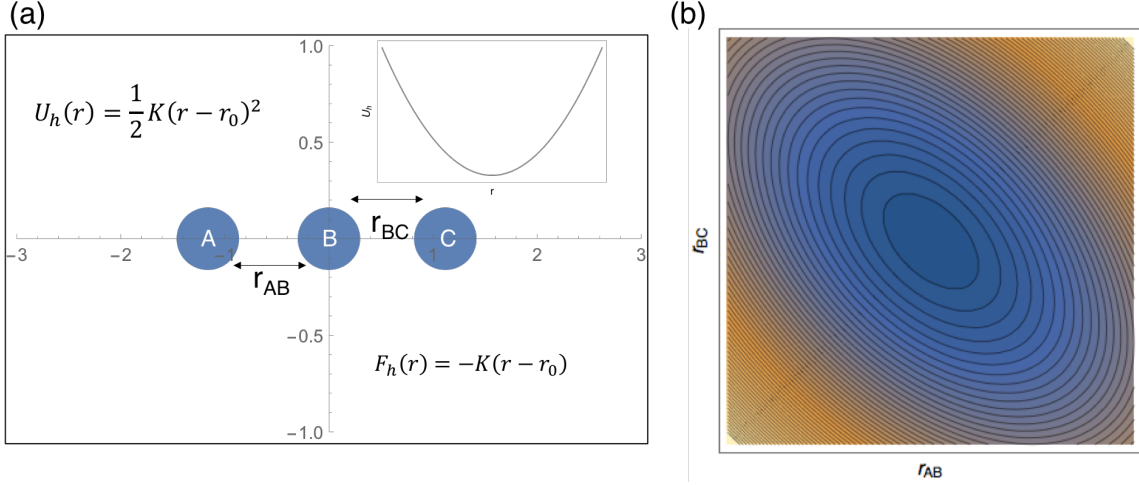 (a)
U_h(r) = \frac{1}{2}K(r − r_0)^2
1.0
0.5
U_h
r
r_BC
A
B
C
−3
−2
−1
1
2
3
r_AB
−0.5
F_h(r) = −K(r − r_0)
−1.0
(b)
r_BC
r_AB